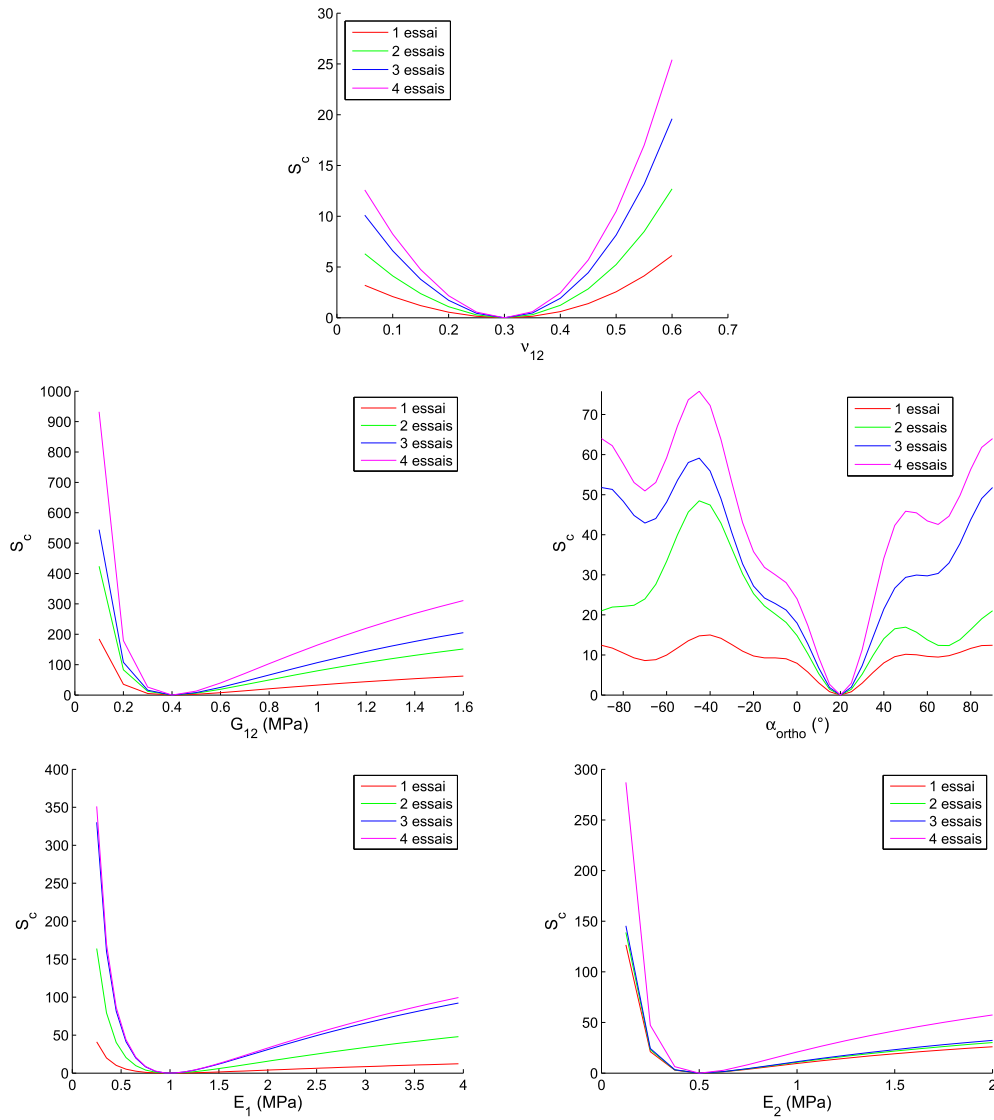 30
25
20
15
10
5
0
S_c
1 essai
2 essais
3 essais
4 essais
0 0.1 0.2 0.3 0.4 0.5 0.6 0.7
ν_12
1000
900
800
700
600
500
400
300
200
100
0
S_c
1 essai
2 essais
3 essais
4 essais
0 0.2 0.4 0.6 0.8 1 1.2 1.4 1.6
G_12 (MPa)
70
60
50
40
30
20
10
0
S_c
1 essai
2 essais
3 essais
4 essais
−80 −60 −40 −20 0 20 40 60 80
α_ortho (°)
400
350
300
250
200
150
100
50
0
S_c
1 essai
2 essais
3 essais
4 essais
0 0.5 1 1.5 2 2.5 3 3.5 4
E_1 (MPa)
300
250
200
150
100
50
0
S_c
1 essai
2 essais
3 essais
4 essais
0 0.5 1 1.5 2
E_2 (MPa)